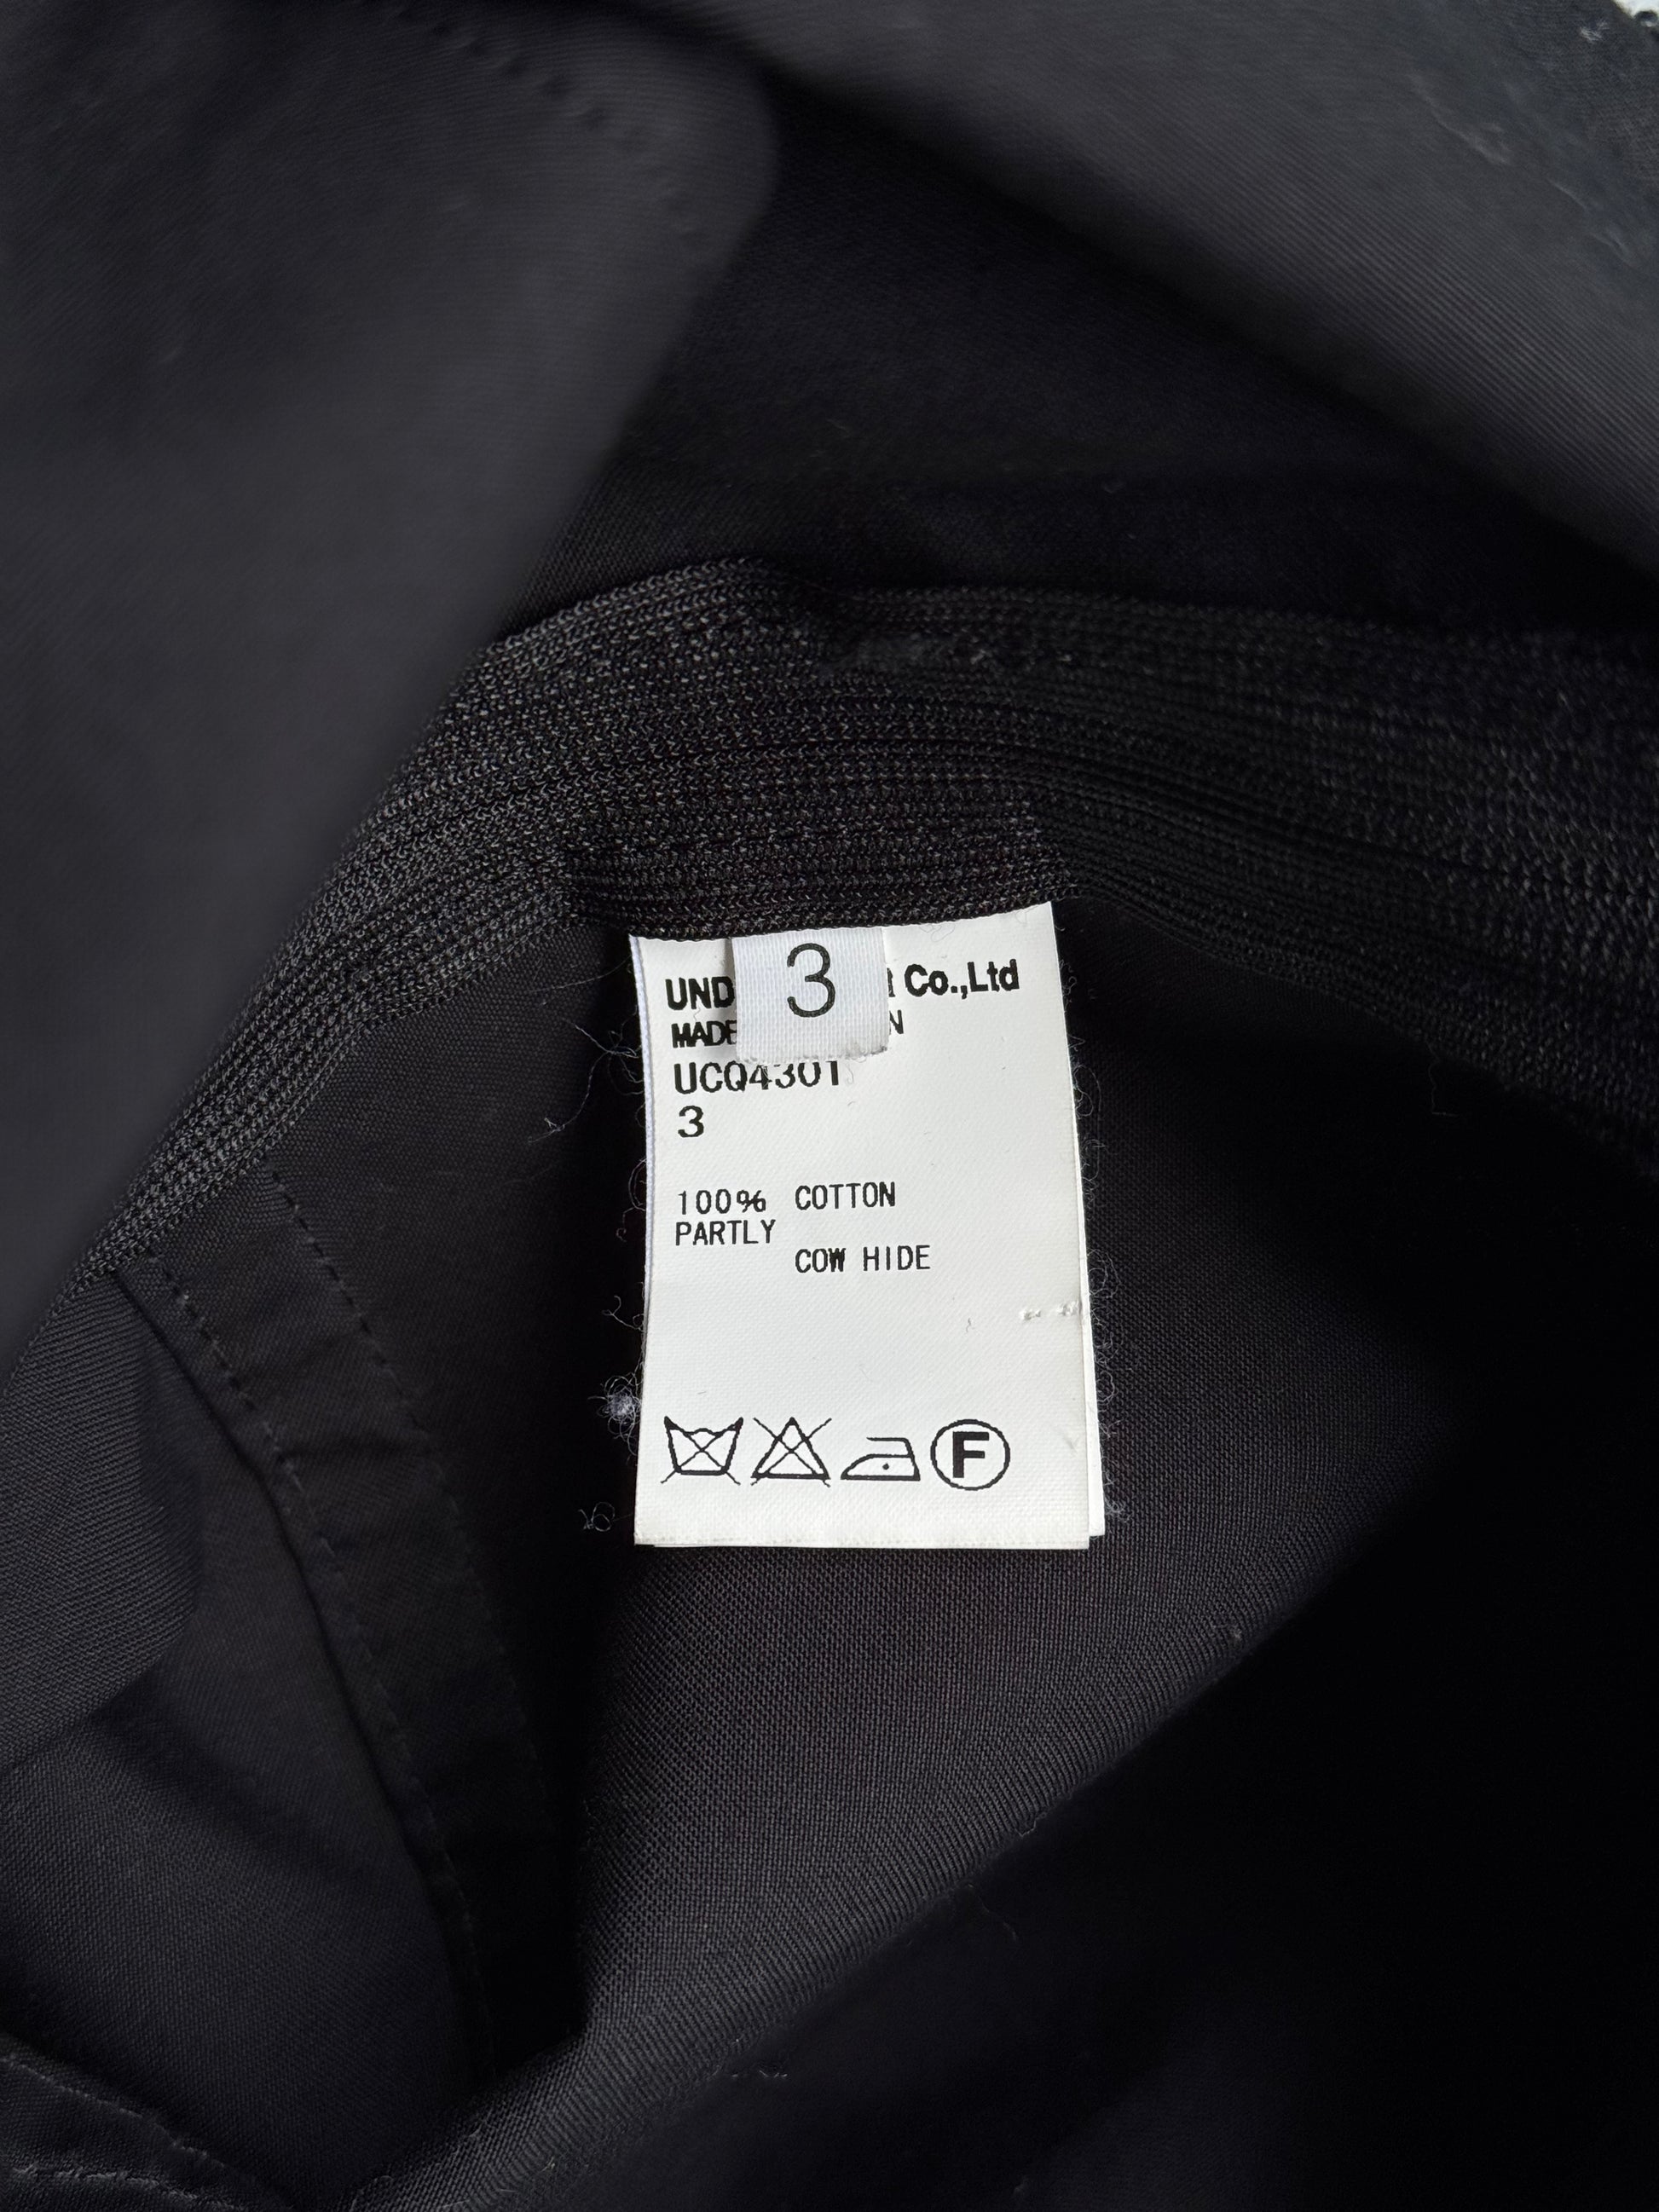 3
UND Co.,Ltd
MADE
UCQ4301
3
100% COTTON
PARTLY
COW HIDE
F